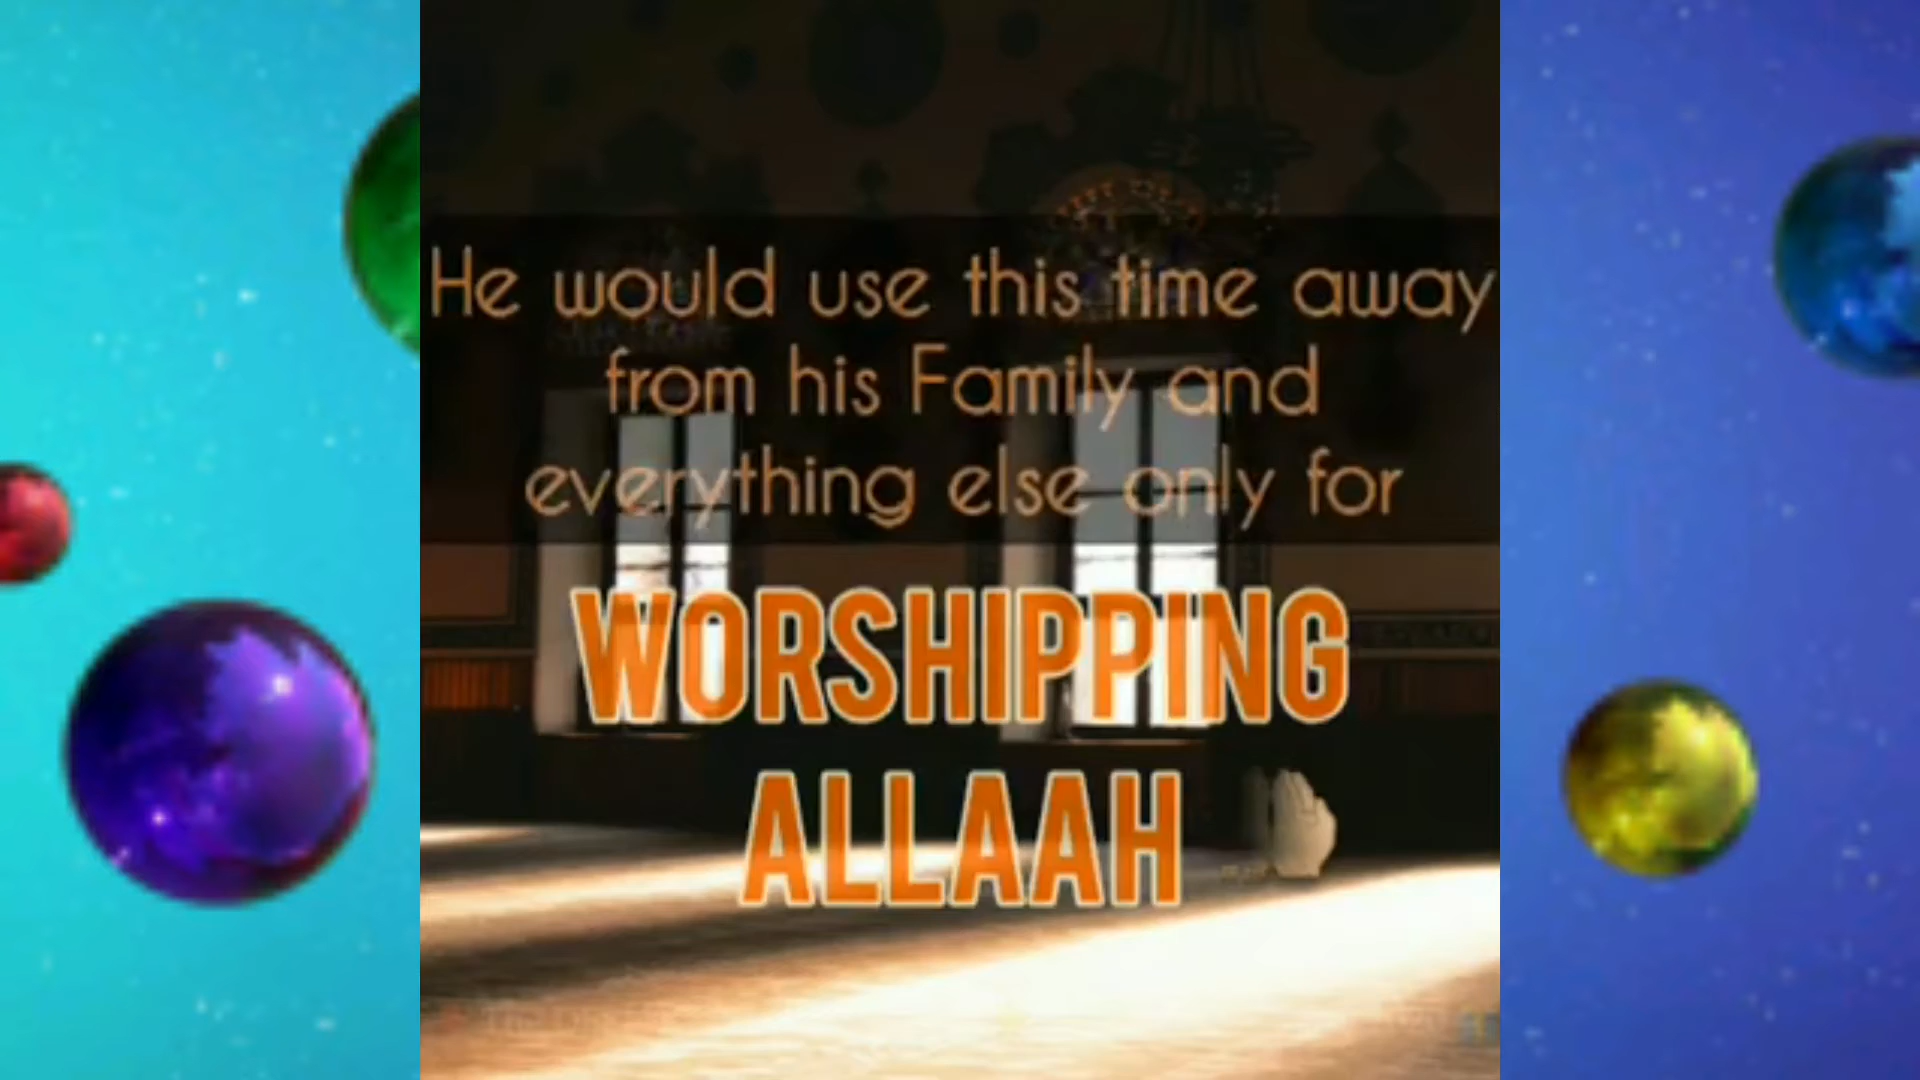 He would use this time away
from his Family and
everything else only for
WORSHIPPING
ALLAAH